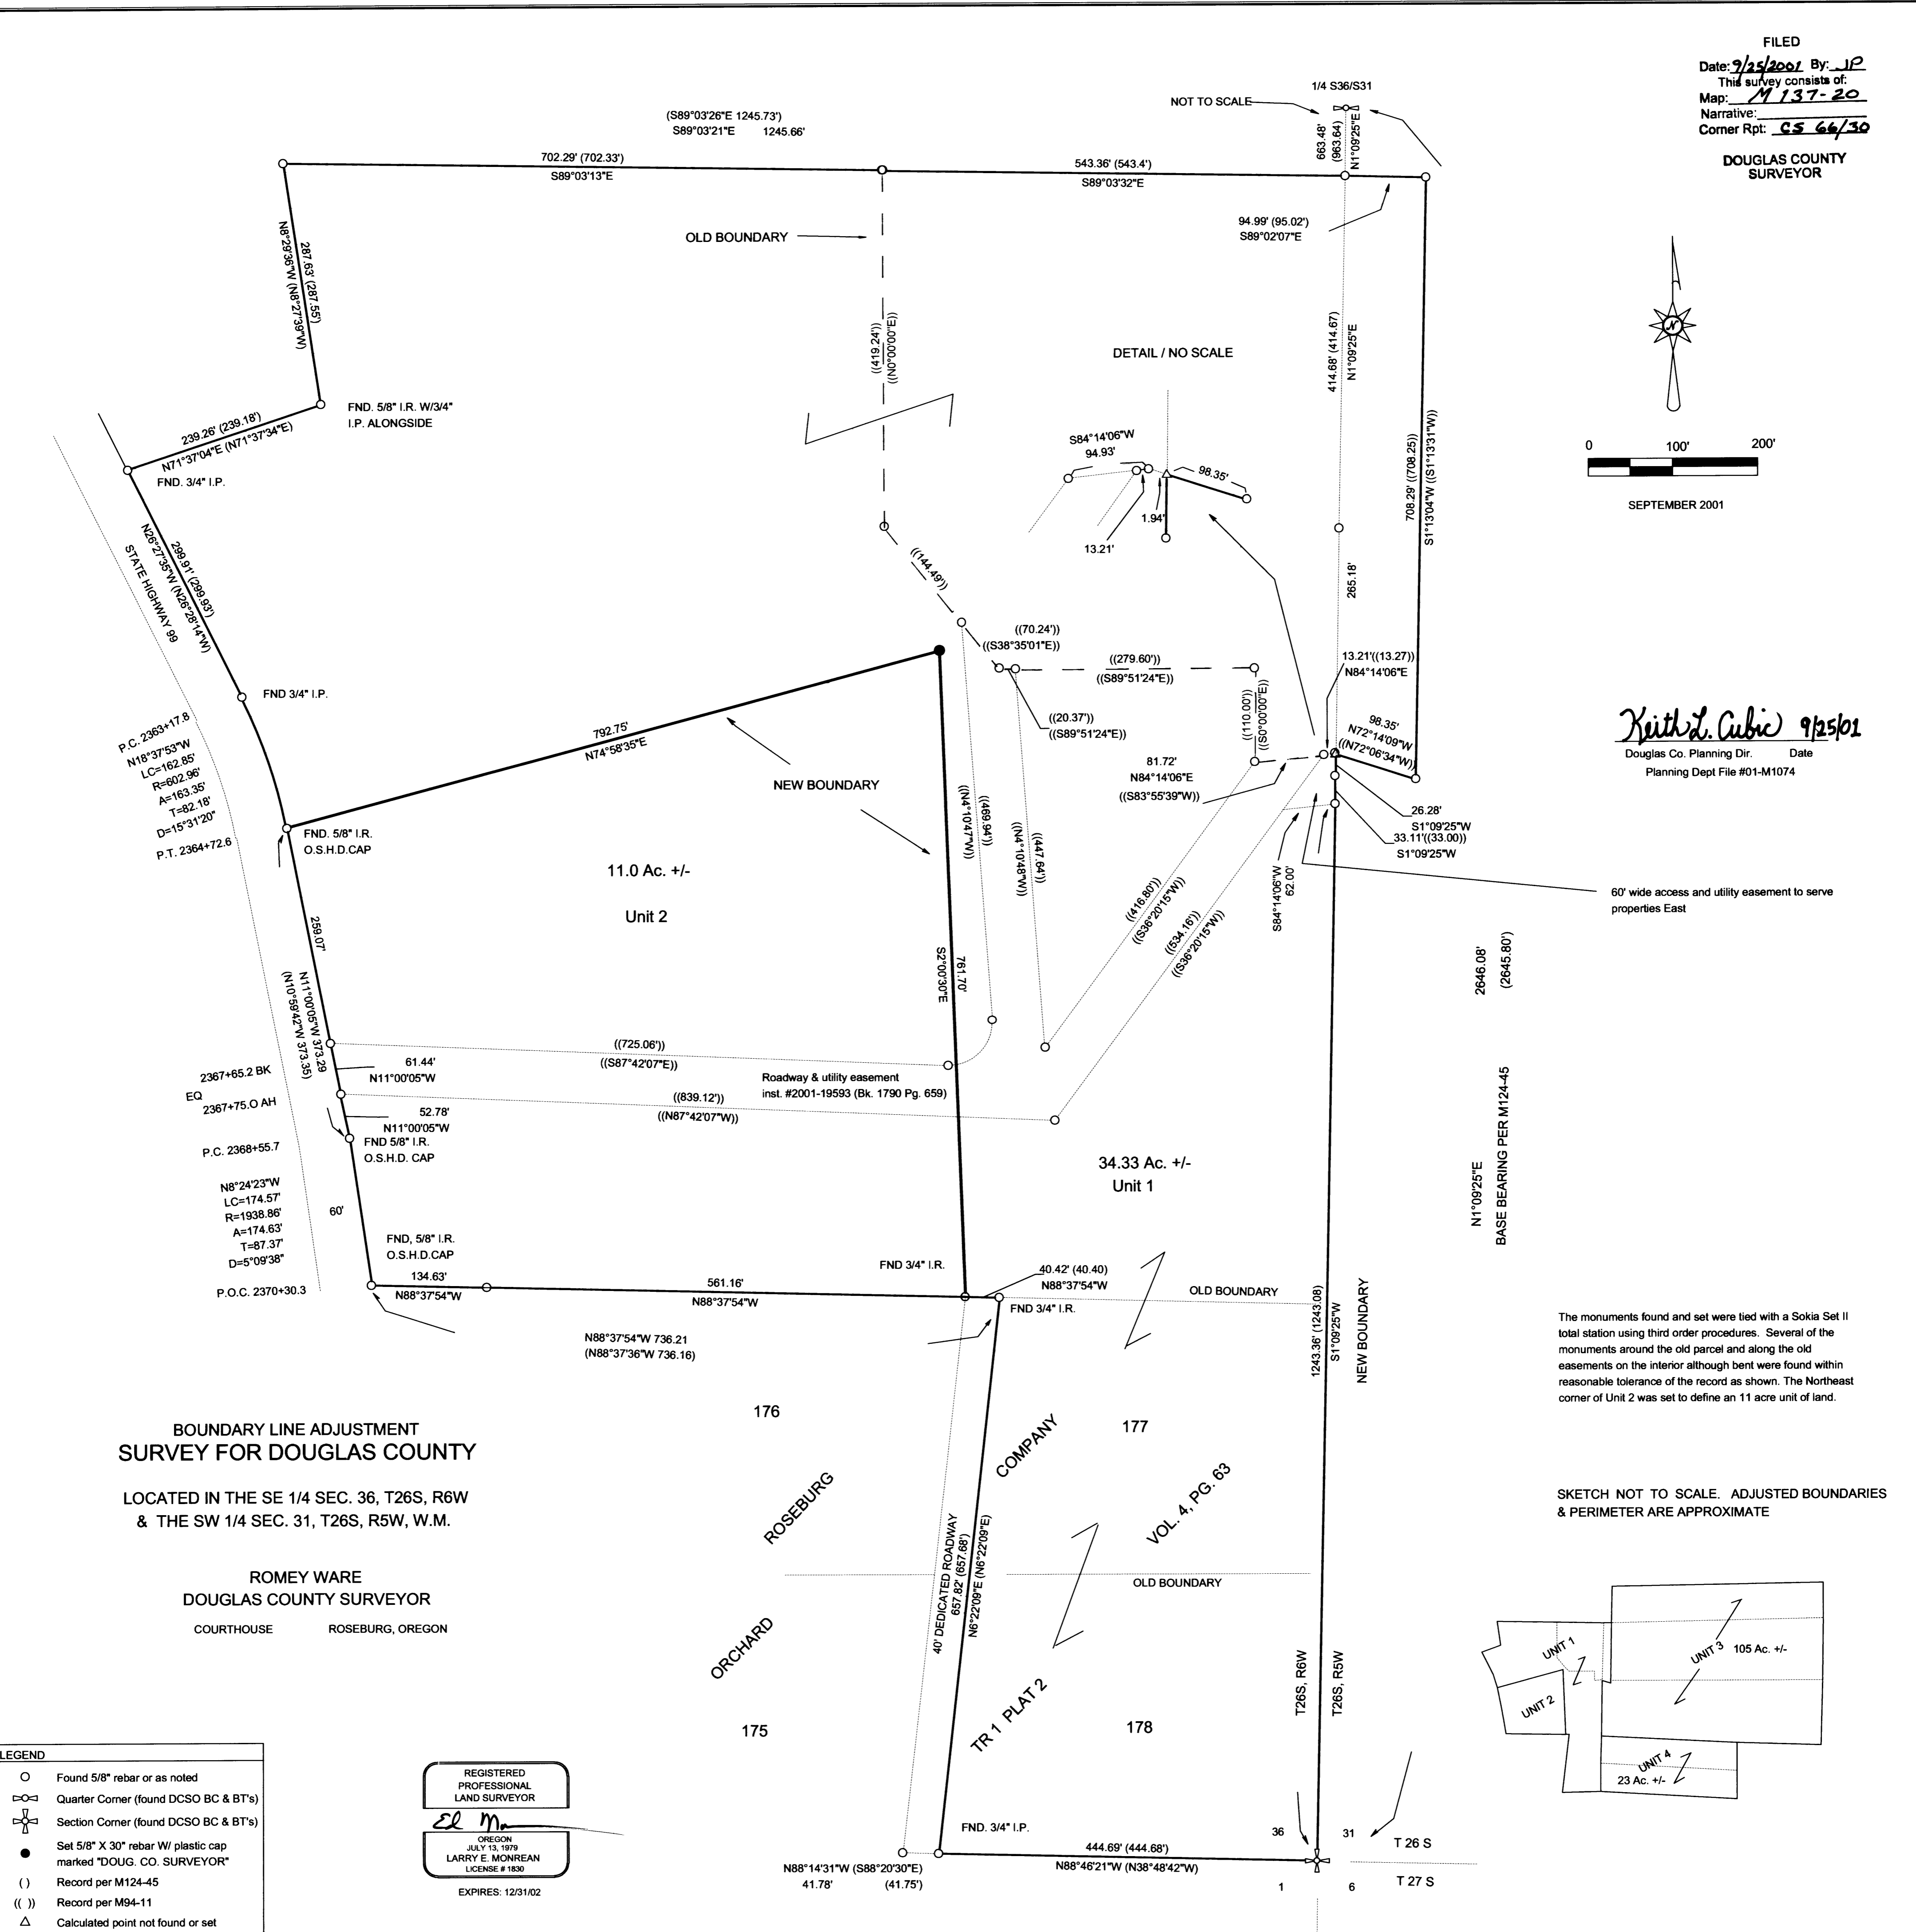 FILED
Date: 9/25/2001 By: JP
This survey consists of:
Map: M 137-20
Narrative:
Corner Rpt: CS 66/30
DOUGLAS COUNTY
SURVEYOR
1/4 S36/S31
NOT TO SCALE
663.48'
(963.64)
N1°09'25"E
(S89°03'26"E 1245.73')
S89°03'21"E 1245.66'
702.29' (702.33')
S89°03'13"E
543.36' (543.4')
S89°03'32"E
94.99' (95.02')
S89°02'07"E
OLD BOUNDARY
287.63' (287.55')
N8°29'36"W (N8°27'39"W)
((419.24'))
((N0°00'00"E))
414.68' (414.67)
N1°09'25"E
DETAIL / NO SCALE
S84°14'06"W
94.93'
98.35'
1.94'
13.21'
FND. 5/8" I.R. W/3/4"
I.P. ALONGSIDE
239.26' (239.18')
N71°37'04"E (N71°37'34"E)
FND. 3/4" I.P.
708.29' ((708.25))
S1°13'04"W ((S1°13'31"W))
0 100' 200'
SEPTEMBER 2001
299.91' (299.93')
N26°27'35"W (N26°28'14"W)
STATE HIGHWAY 99
((144.49'))
265.18'
((70.24'))
((S38°35'01"E))
((279.60'))
((S89°51'24"E))
((20.37'))
((S89°51'24"E))
((110.00'))
((S0°00'00"E))
13.21'((13.27))
N84°14'06"E
98.35'
N72°14'09"W
((N72°06'34"W))
81.72'
N84°14'06"E
((S83°55'39"W))
Keith L. Cubic 9/25/01
Douglas Co. Planning Dir. Date
Planning Dept File #01-M1074
FND 3/4" I.P.
P.C. 2363+17.8
N18°37'53"W
LC=162.85'
R=602.96'
A=163.35'
T=82.18'
D=15°31'20"
P.T. 2364+72.6
792.75'
N74°58'35"E
NEW BOUNDARY
FND. 5/8" I.R.
O.S.H.D.CAP
26.28'
S1°09'25"W
33.11'((33.00))
S1°09'25"W
((469.94'))
((N4°10'47"W))
((447.64'))
((N4°10'48"W))
((416.80'))
((S36°20'15"W))
((534.16'))
((S36°20'15"W))
S84°14'06"W
62.00'
60' wide access and utility easement to serve
properties East
11.0 Ac. +/-
Unit 2
761.70'
S2°00'30"E
2646.08'
(2645.80')
259.07'
N11°00'05"W 373.29
(N10°59'42"W 373.35)
((725.06'))
((S87°42'07"E))
61.44'
N11°00'05"W
2367+65.2 BK
EQ
2367+75.O AH
Roadway & utility easement
inst. #2001-19593 (Bk. 1790 Pg. 659)
((839.12'))
((N87°42'07"W))
52.78'
N11°00'05"W
FND 5/8" I.R.
O.S.H.D. CAP
P.C. 2368+55.7
N8°24'23"W
LC=174.57'
R=1938.86'
A=174.63'
T=87.37'
D=5°09'38"
P.O.C. 2370+30.3
60'
34.33 Ac. +/-
Unit 1
N1°09'25"E
BASE BEARING PER M124-45
FND, 5/8" I.R.
O.S.H.D.CAP
134.63'
N88°37'54"W
561.16'
N88°37'54"W
FND 3/4" I.R.
40.42' (40.40)
N88°37'54"W
FND 3/4" I.R.
OLD BOUNDARY
N88°37'54"W 736.21
(N88°37'36"W 736.16)
1243.36' (1243.08)
S1°09'25"W
NEW BOUNDARY
The monuments found and set were tied with a Sokia Set II
total station using third order procedures. Several of the
monuments around the old parcel and along the old
easements on the interior although bent were found within
reasonable tolerance of the record as shown. The Northeast
corner of Unit 2 was set to define an 11 acre unit of land.
176
177
ROSEBURG
COMPANY
VOL. 4, PG. 63
BOUNDARY LINE ADJUSTMENT
SURVEY FOR DOUGLAS COUNTY
LOCATED IN THE SE 1/4 SEC. 36, T26S, R6W
& THE SW 1/4 SEC. 31, T26S, R5W, W.M.
ROMEY WARE
DOUGLAS COUNTY SURVEYOR
COURTHOUSE ROSEBURG, OREGON
SKETCH NOT TO SCALE. ADJUSTED BOUNDARIES
& PERIMETER ARE APPROXIMATE
40' DEDICATED ROADWAY
657.82' (657.68')
N6°22'09"E (N6°22'09"E)
OLD BOUNDARY
ORCHARD
TR 1 PLAT 2
175
178
T26S, R6W
T26S, R5W
UNIT 1
UNIT 2
UNIT 3
105 Ac. +/-
UNIT 4
23 Ac. +/-
LEGEND
Found 5/8" rebar or as noted
Quarter Corner (found DCSO BC & BT's)
Section Corner (found DCSO BC & BT's)
Set 5/8" X 30" rebar W/ plastic cap
marked "DOUG. CO. SURVEYOR"
( ) Record per M124-45
(( )) Record per M94-11
Calculated point not found or set
REGISTERED
PROFESSIONAL
LAND SURVEYOR
OREGON
JULY 13, 1979
LARRY E. MONREAN
LICENSE # 1830
EXPIRES: 12/31/02
FND. 3/4" I.P.
N88°14'31"W (S88°20'30"E)
41.78' (41.75')
444.69' (444.68')
N88°46'21"W (N38°48'42"W)
36
31
T 26 S
T 27 S
1
6